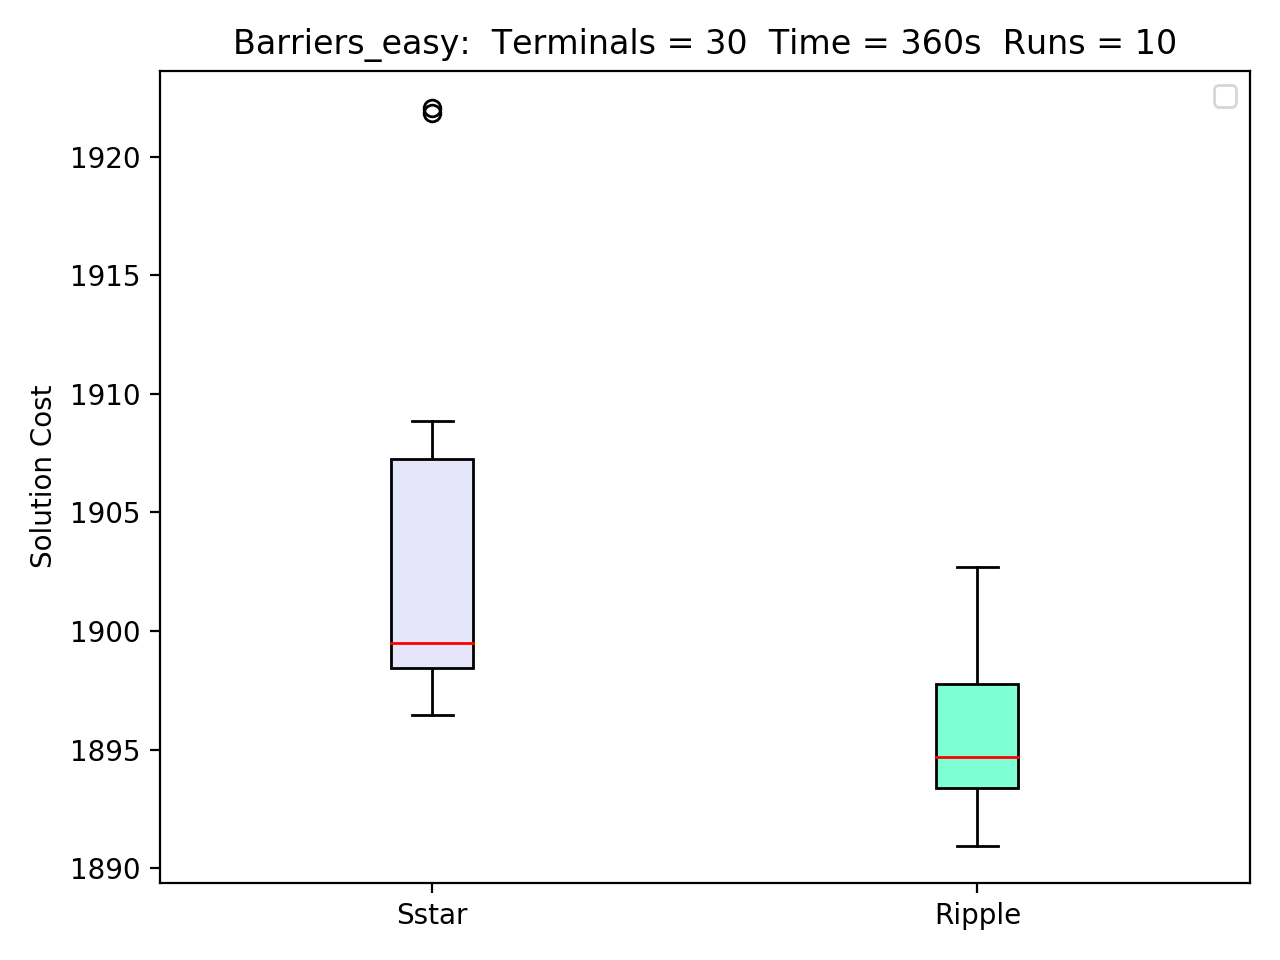 Barriers_easy:  Terminals = 30  Time = 360s  Runs = 10
Solution Cost
1920
1915
1910
1905
1900
1895
1890
Sstar
Ripple